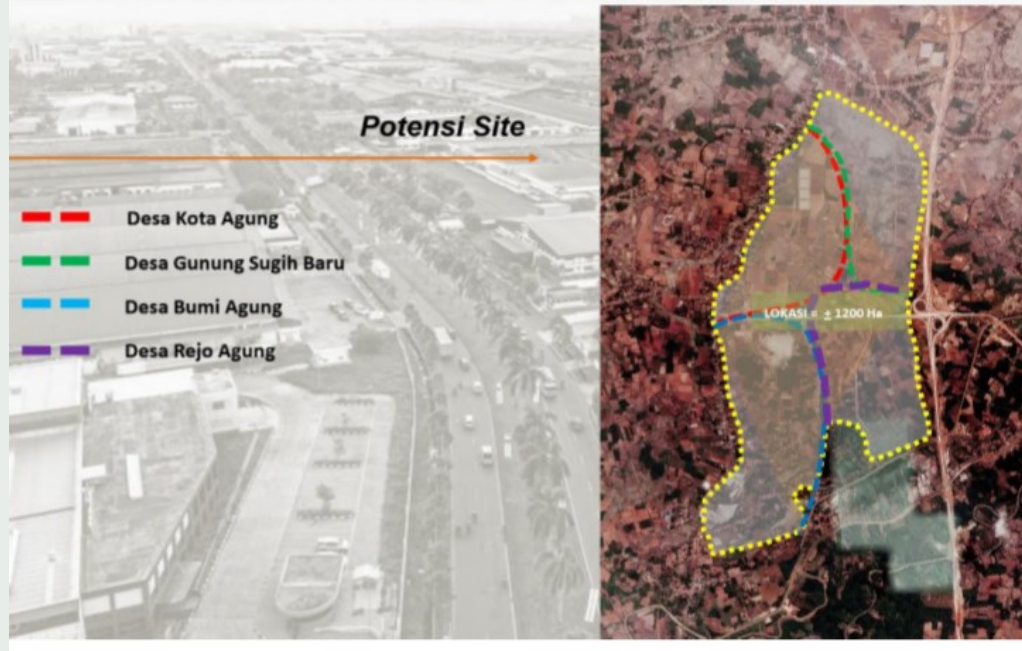 Potensi Site
Desa Kota Agung
Desa Gunung Sugih Baru
Desa Bumi Agung
Desa Rejo Agung
LOKASI = ± 1200 Ha